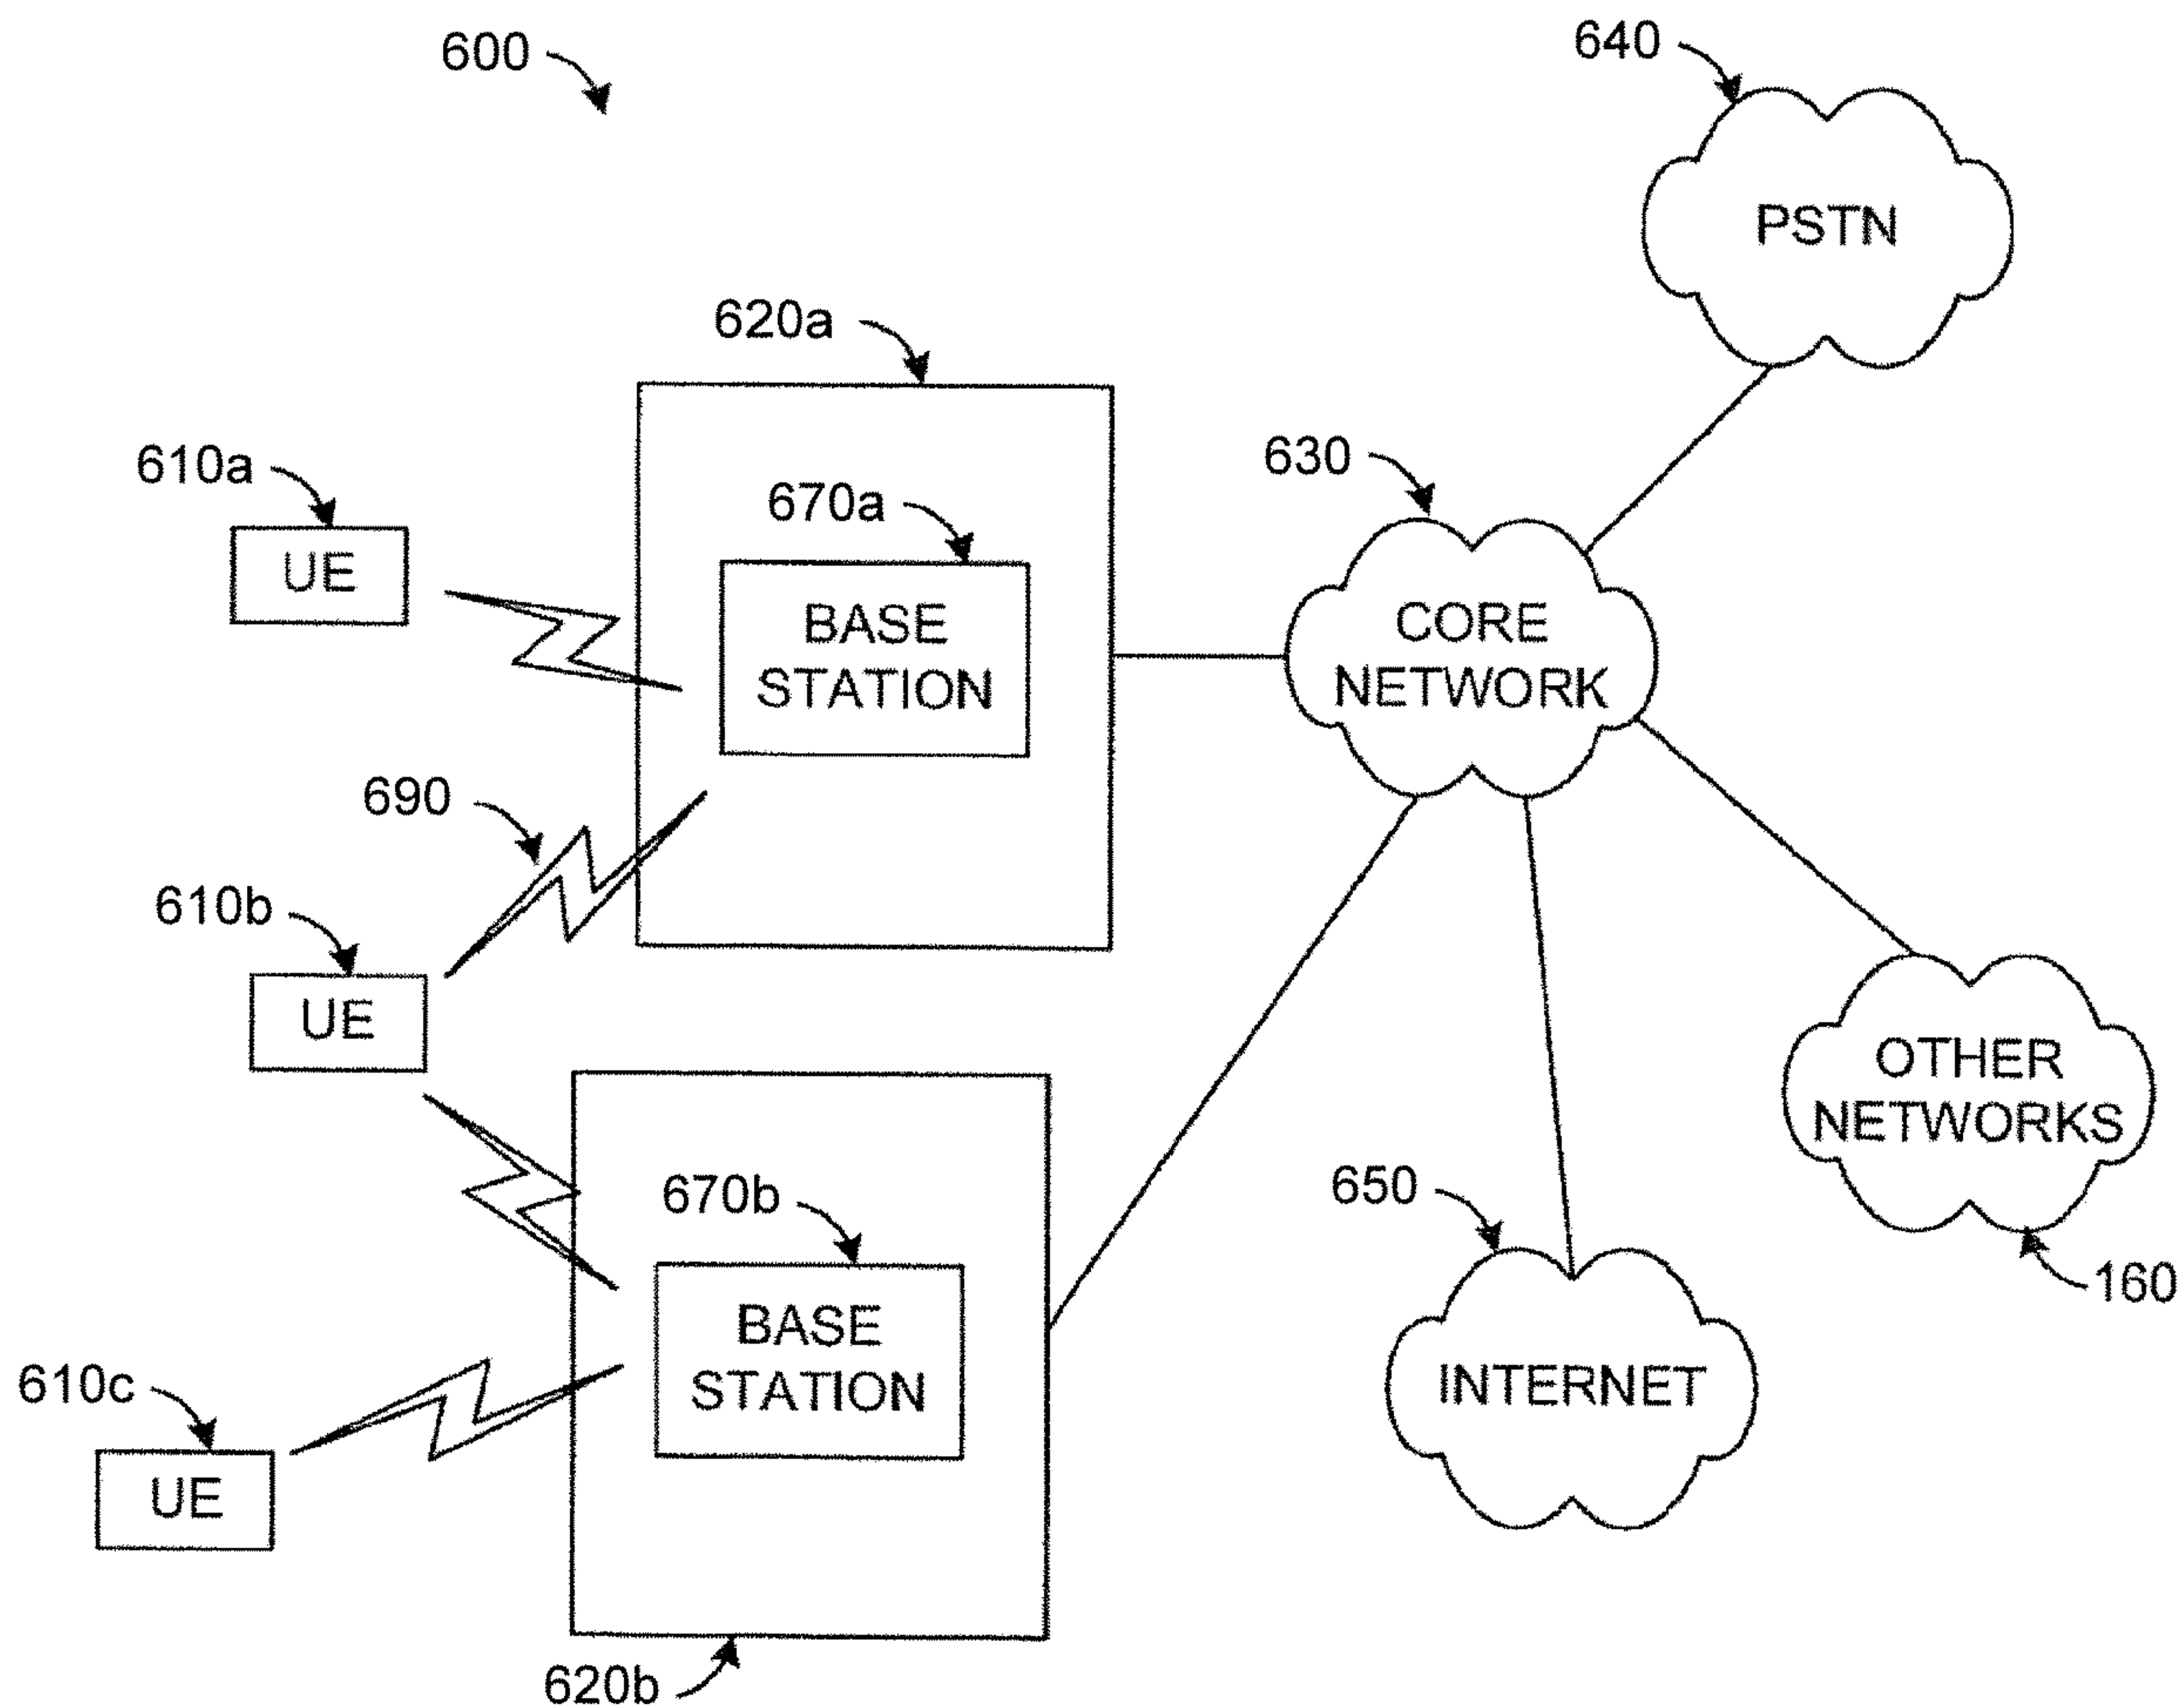 600
640
PSTN
620a
610a
UE
670a
BASE
STATION
630
CORE
NETWORK
690
610b
UE
OTHER
NETWORKS
160
650
INTERNET
670b
BASE
STATION
610c
UE
620b